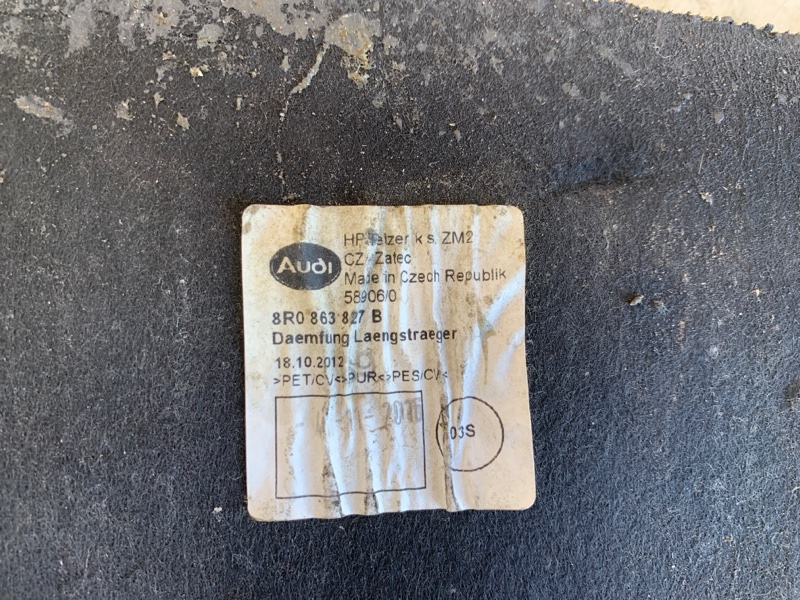 Audi
HP k s ZM2
CZ- Zatec
Made in Czech Republik
58906/0
8R0 863 827 B
Daemfung Laengstraeger
18.10.2012
>PET/CV<>PUR<>PES/CV<
03S